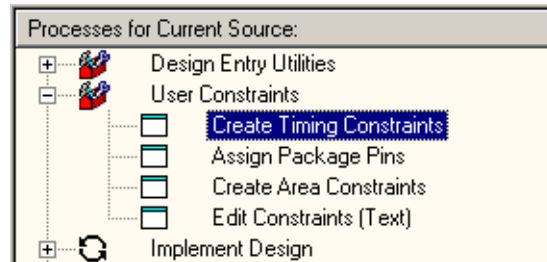 Processes for Current Source:
Design Entry Utilities
User Constraints
Create Timing Constraints
Assign Package Pins
Create Area Constraints
Edit Constraints (Text)
Implement Design